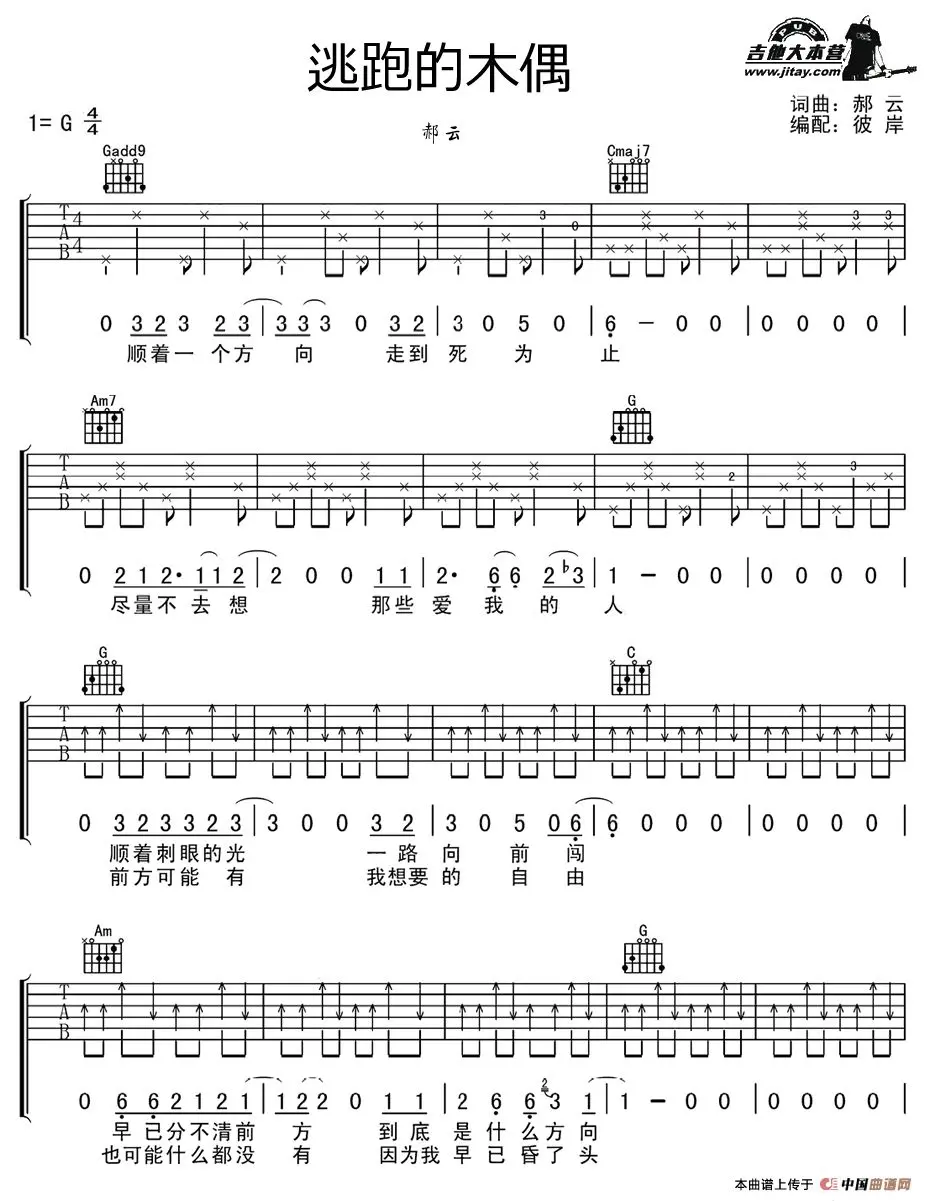 逃跑的木偶
PUB
吉他大本营
www.jitay.com
词曲：郝 云
1= G 4/4
郝云
编配：彼 岸
Gadd9 Cmaj7
T A B 4 4 3 0 3 3
0 3 2 3 2 3 | 3 3 3 0 3 2 | 3 0 5 0 | 6 － 0 0 | 0 0 0 0 |
顺着一 个方 向 走到 死 为 止
Am7 G
T A B 2 3
0 2 1 2· 1 1 2 | 2 0 0 1 1 | 2· 6 6 2 ♭3 | 1 － 0 0 | 0 0 0 0 |
尽量不 去 想 那些 爱 我 的 人
G C
T A B
0 3 2 3 3 2 3 | 3 0 0 3 2 | 3 0 5 0 6 | 6 0 0 0 | 0 0 0 0 |
顺着刺眼的光 一 路 向 前 闯
前方可能 有 我想要 的 自 由
Am G
T A B
0 6 6 2 1 2 1 | 1 2 2 0 1 1 | 2 6 6 2 3 1 | 1 － 0 0 | 0 0 0 0 |
早 已分不清前 方 到 底 是 什 么 方 向
也可能什么都没 有 因为我 早 已 昏 了 头
本曲谱上传于 中国曲谱网